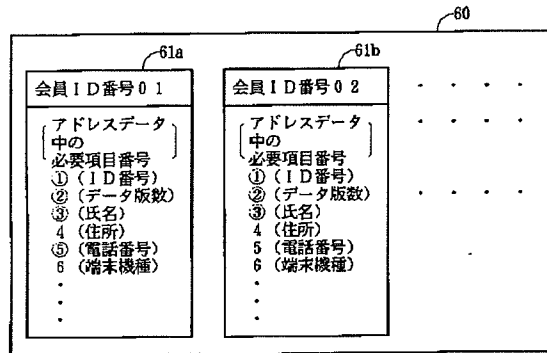 60
61a
会員ID番号01
アドレスデータ
中の
必要項目番号
① (ID番号)
② (データ版数)
③ (氏名)
4 (住所)
⑤ (電話番号)
6 (端末機種)
61b
会員ID番号02
アドレスデータ
中の
必要項目番号
① (ID番号)
② (データ版数)
③ (氏名)
4 (住所)
5 (電話番号)
6 (端末機種)